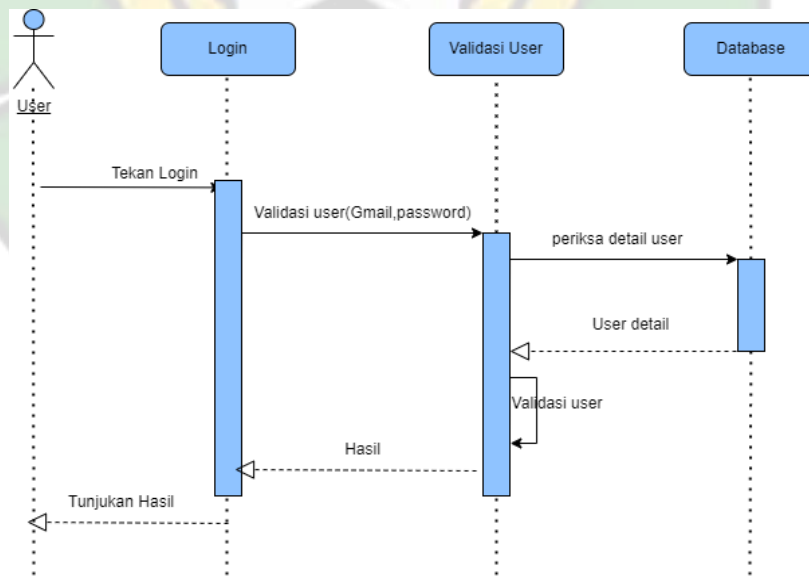 Login
Validasi User
Database
User
Tekan Login
Validasi user(Gmail,password)
periksa detail user
User detail
Validasi user
Hasil
Tunjukan Hasil